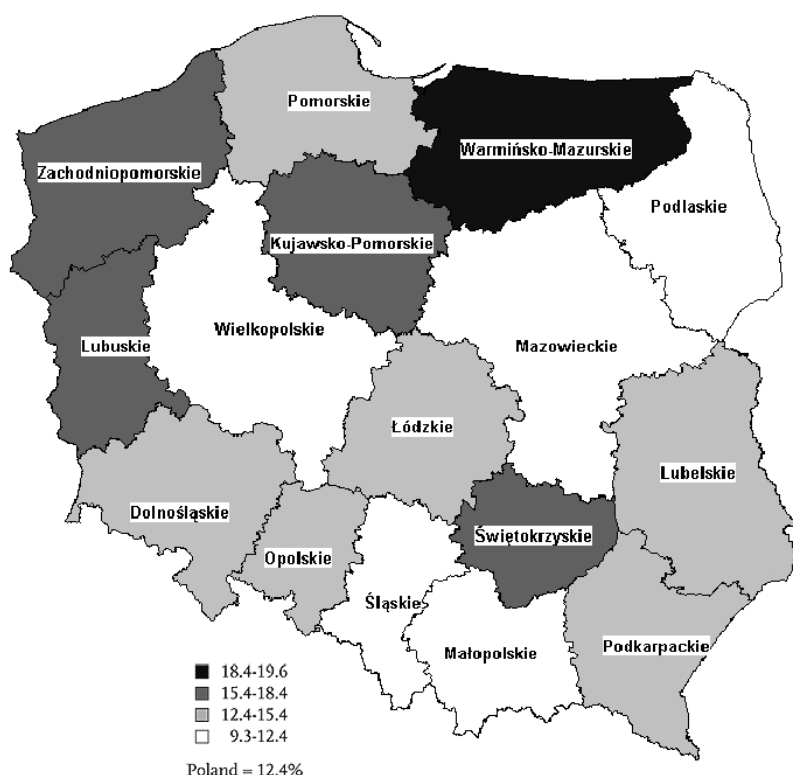 Pomorskie
Warmińsko-Mazurskie
Zachodniopomorskie
Podlaskie
Kujawsko-Pomorskie
Wielkopolskie
Mazowieckie
Lubuskie
Łódzkie
Lubelskie
Dolnośląskie
Świętokrzyskie
Opolskie
Śląskie
Małopolskie
Podkarpackie
18.4-19.6
15.4-18.4
12.4-15.4
9.3-12.4
Poland = 12.4%